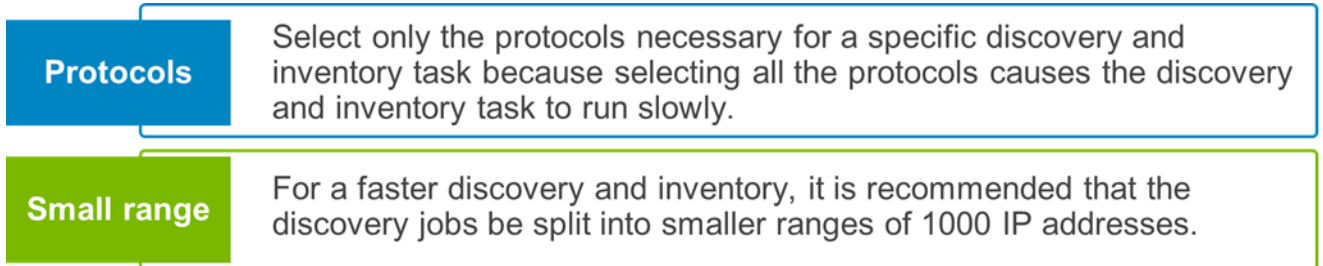 Protocols
Select only the protocols necessary for a specific discovery and
inventory task because selecting all the protocols causes the discovery
and inventory task to run slowly.
Small range
For a faster discovery and inventory, it is recommended that the
discovery jobs be split into smaller ranges of 1000 IP addresses.